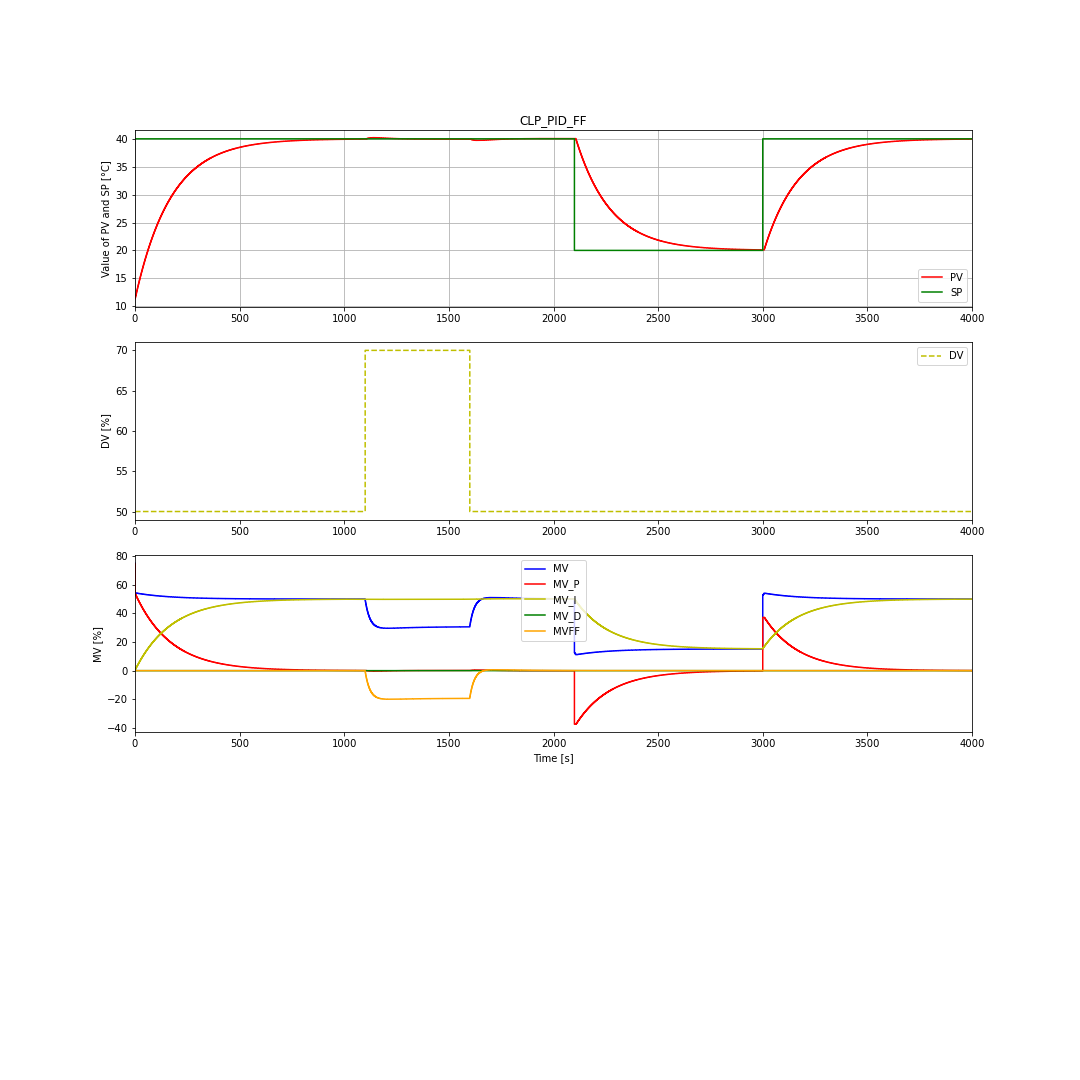 CLP_PID_FF
Value of PV and SP [°C]
40
35
30
25
20
15
10
0 500 1000 1500 2000 2500 3000 3500 4000
PV
SP
DV [%]
70
65
60
55
50
0 500 1000 1500 2000 2500 3000 3500 4000
DV
MV [%]
80
60
40
20
0
−20
−40
0 500 1000 1500 2000 2500 3000 3500 4000
MV
MV_P
MV_I
MV_D
MVFF
Time [s]